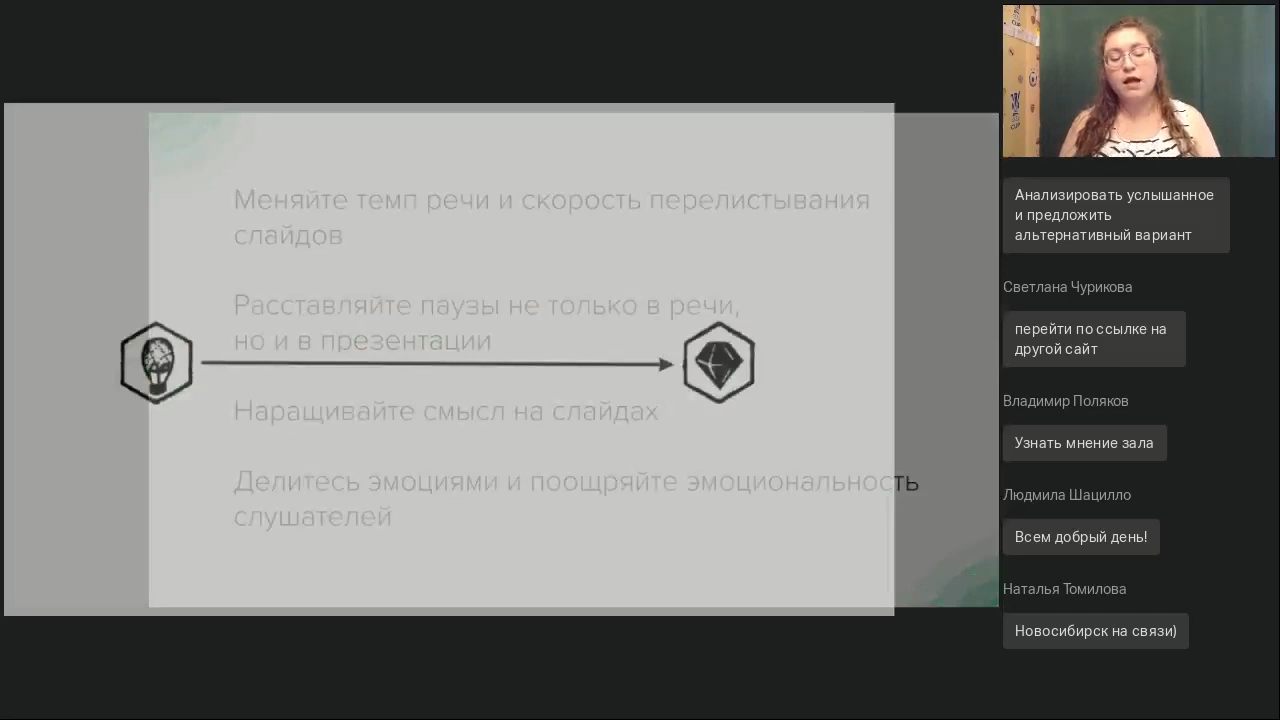 Меняйте темп речи и скорость перелистывания
слайдов
Расставляйте паузы не только в речи,
но и в презентации
Наращивайте смысл на слайдах
Делитесь эмоциями и поощряйте эмоциональность
слушателей
Анализировать услышанное
и предложить
альтернативный вариант
Светлана Чурикова
перейти по ссылке на
другой сайт
Владимир Поляков
Узнать мнение зала
Людмила Шацилло
Всем добрый день!
Наталья Томилова
Новосибирск на связи)